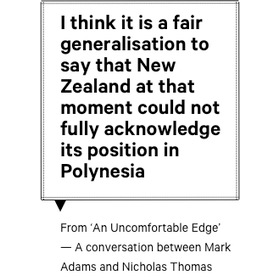 I think it is a fair
generalisation to
say that New
Zealand at that
moment could not
fully acknowledge
its position in
Polynesia
From ‘An Uncomfortable Edge’
— A conversation between Mark
Adams and Nicholas Thomas